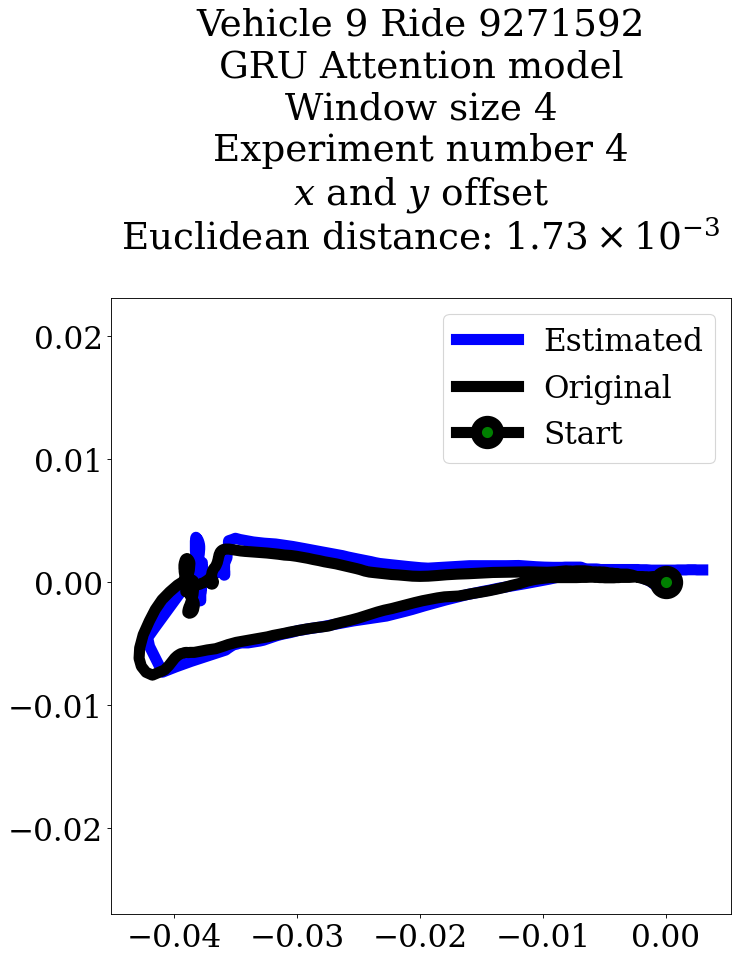 Vehicle 9 Ride 9271592
GRU Attention model
Window size 4
Experiment number 4
x and y offset
Euclidean distance: 1.73 × 10⁻³
Estimated
Original
Start
0.02
0.01
0.00
−0.01
−0.02
−0.04 −0.03 −0.02 −0.01 0.00